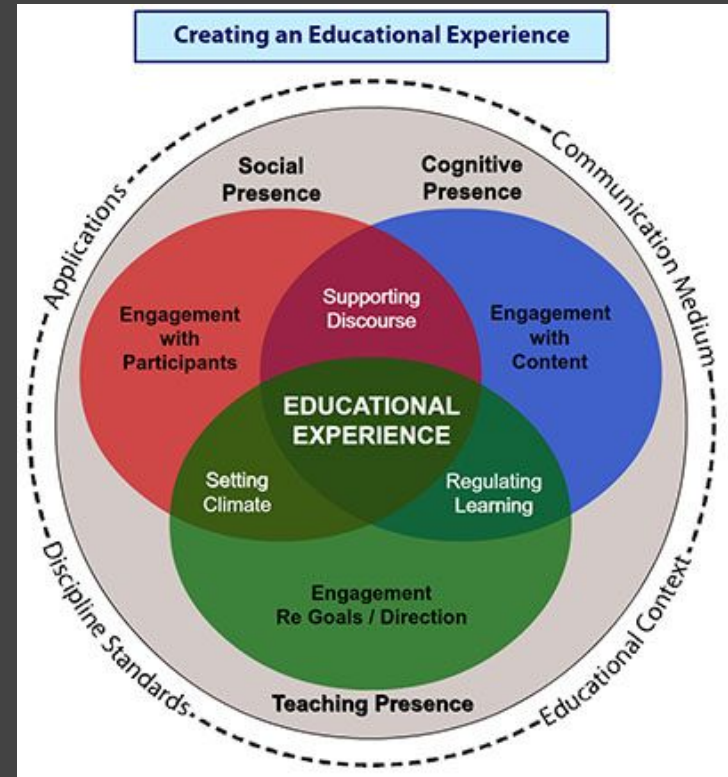 Creating an Educational Experience
Social
Presence
Cognitive
Presence
Applications
Communication Medium
Engagement
with
Participants
Supporting
Discourse
Engagement
with
Content
EDUCATIONAL
EXPERIENCE
Setting
Climate
Regulating
Learning
Engagement
Re Goals / Direction
Teaching Presence
Discipline Standards
Educational Context